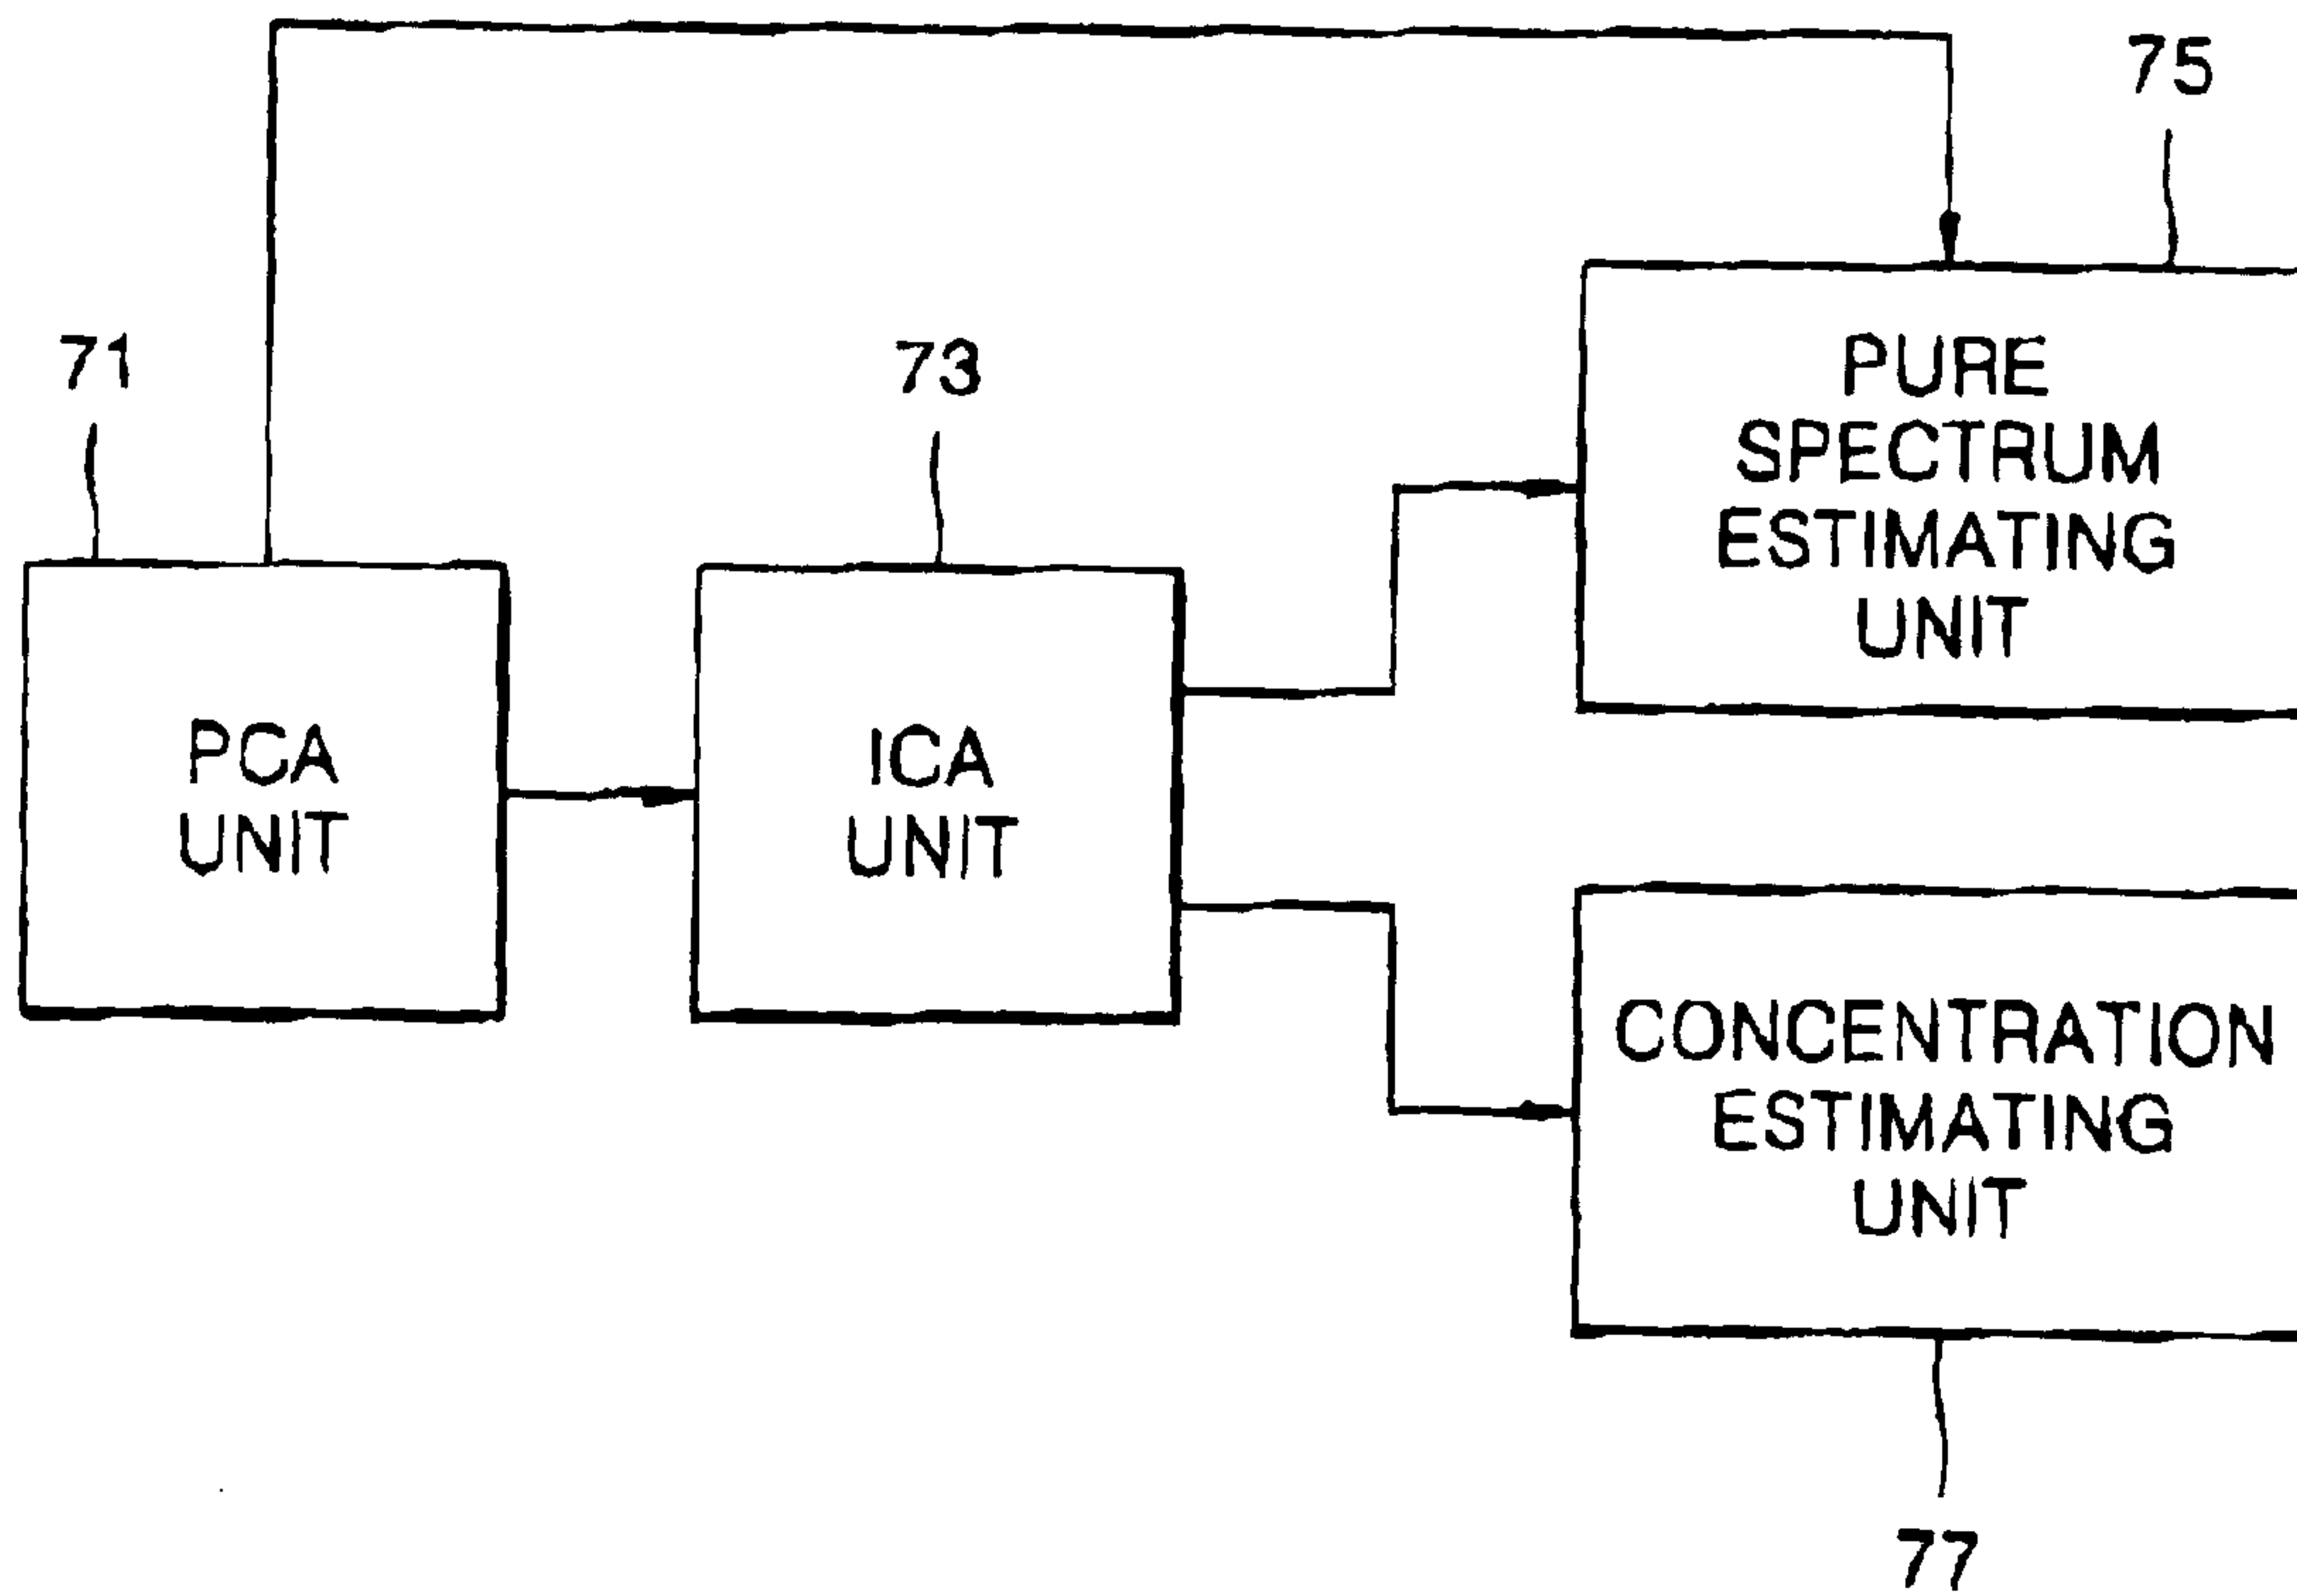 75
71
73
PURE
SPECTRUM
ESTIMATING
UNIT
PCA
UNIT
ICA
UNIT
CONCENTRATION
ESTIMATING
UNIT
77